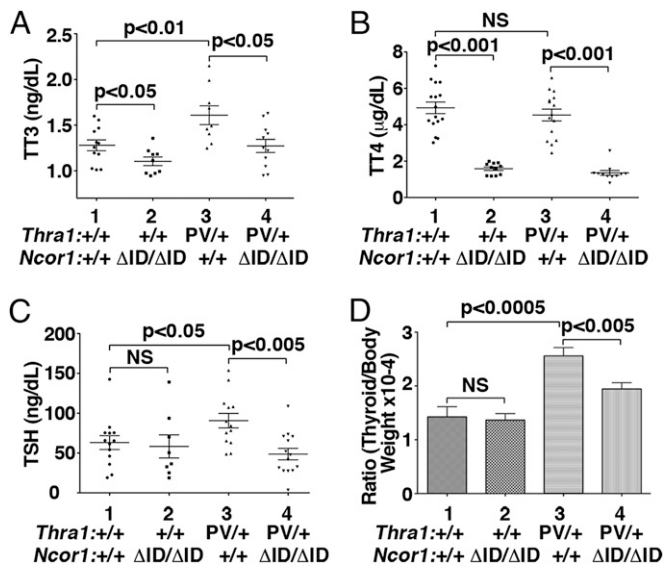 A
p<0.01
p<0.05
p<0.05
TT3 (ng/dL)
2.5
2.0
1.5
1.0
1 2 3 4
Thra1:+/+ +/+ PV/+ PV/+
Ncor1:+/+ ΔID/ΔID +/+ ΔID/ΔID
B
NS
p<0.001
p<0.001
TT4 (µg/dL)
8
6
4
2
0
1 2 3 4
Thra1:+/+ +/+ PV/+ PV/+
Ncor1:+/+ ΔID/ΔID +/+ ΔID/ΔID
C
p<0.05
NS
p<0.005
TSH (ng/dL)
200
150
100
50
0
1 2 3 4
Thra1:+/+ +/+ PV/+ PV/+
Ncor1:+/+ ΔID/ΔID +/+ ΔID/ΔID
D
p<0.0005
p<0.005
NS
Ratio (Thyroid/Body
Weight x10-4)
3
2
1
0
1 2 3 4
Thra1:+/+ +/+ PV/+ PV/+
Ncor1:+/+ ΔID/ΔID +/+ ΔID/ΔID